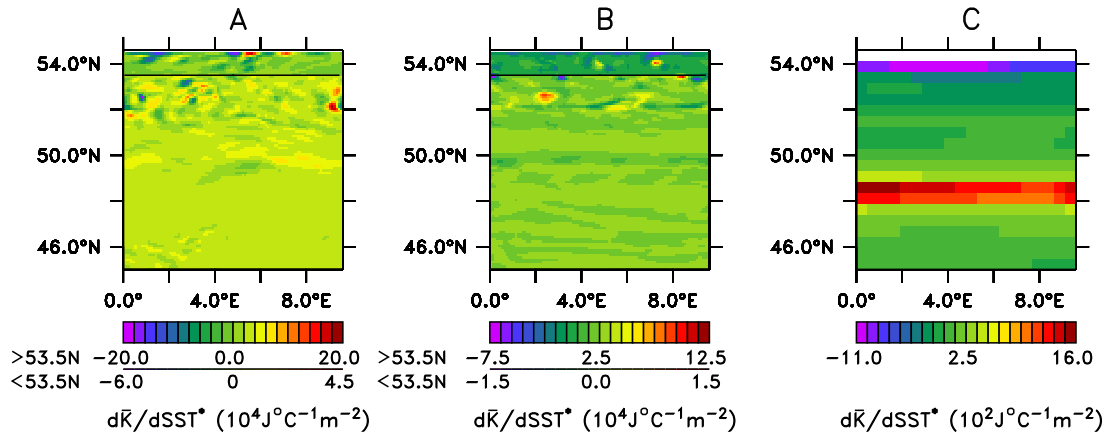 A B C
54.0°N 54.0°N 54.0°N
50.0°N 50.0°N 50.0°N
46.0°N 46.0°N 46.0°N
0.0° 4.0°E 8.0°E 0.0° 4.0°E 8.0°E 0.0° 4.0°E 8.0°E
>53.5N −20.0 0.0 20.0 >53.5N −7.5 2.5 12.5 −11.0 2.5 16.0
<53.5N −6.0 0 4.5 <53.5N −1.5 0.0 1.5
dK̄/dSST* (10⁴J°C⁻¹m⁻²) dK̄/dSST* (10⁴J°C⁻¹m⁻²) dK̄/dSST* (10²J°C⁻¹m⁻²)